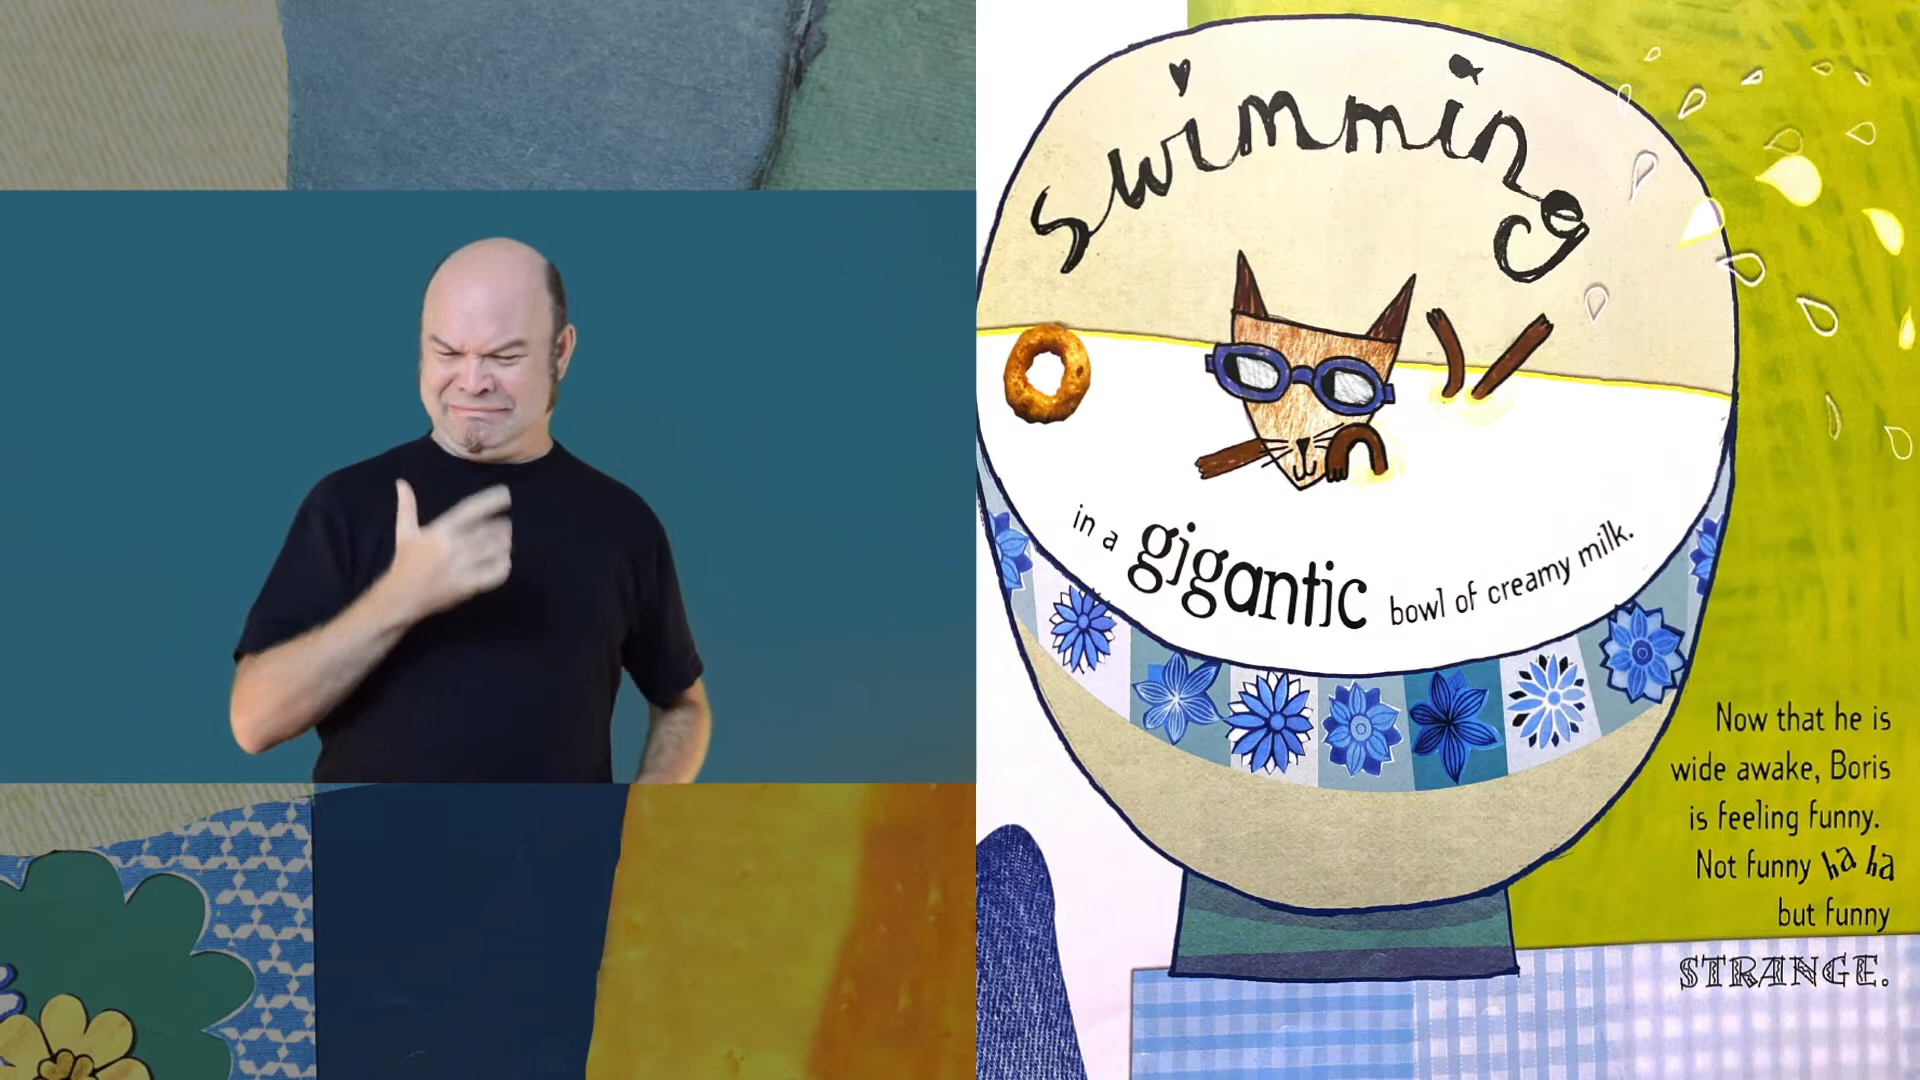 swimming
in a gigantic bowl of creamy milk.
Now that he is
wide awake, Boris
is feeling funny.
Not funny ha ha
but funny
STRANGE.